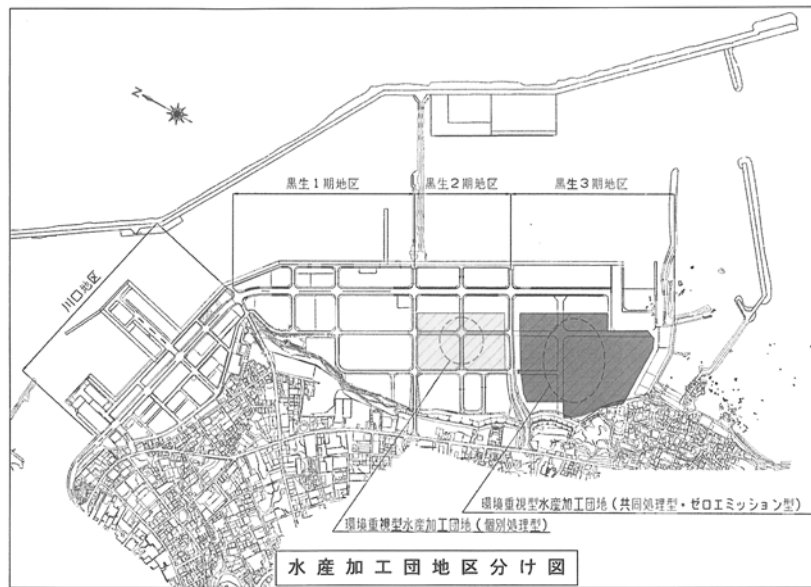 N
黒生1期地区
黒生2期地区
黒生3期地区
川口地区
環境重視型水産加工団地(共同処理型・ゼロエミッション型)
環境重視型水産加工団地(個別処理型)
水産加工団地区分け図